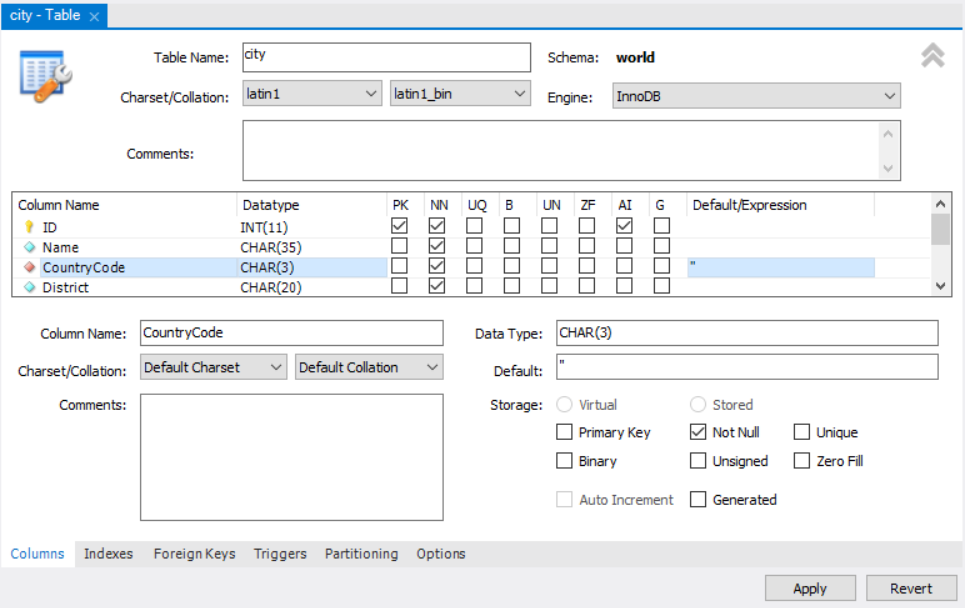 city - Table
Table Name: city Schema: world
Charset/Collation: latin1 latin1_bin Engine: InnoDB
Comments:
Column Name Datatype PK NN UQ B UN ZF AI G Default/Expression
ID INT(11)
Name CHAR(35)
CountryCode CHAR(3) "
District CHAR(20)
Column Name: CountryCode Data Type: CHAR(3)
Charset/Collation: Default Charset Default Collation Default: "
Comments: Storage: Virtual Stored
Primary Key Not Null Unique
Binary Unsigned Zero Fill
Auto Increment Generated
Columns Indexes Foreign Keys Triggers Partitioning Options
Apply Revert